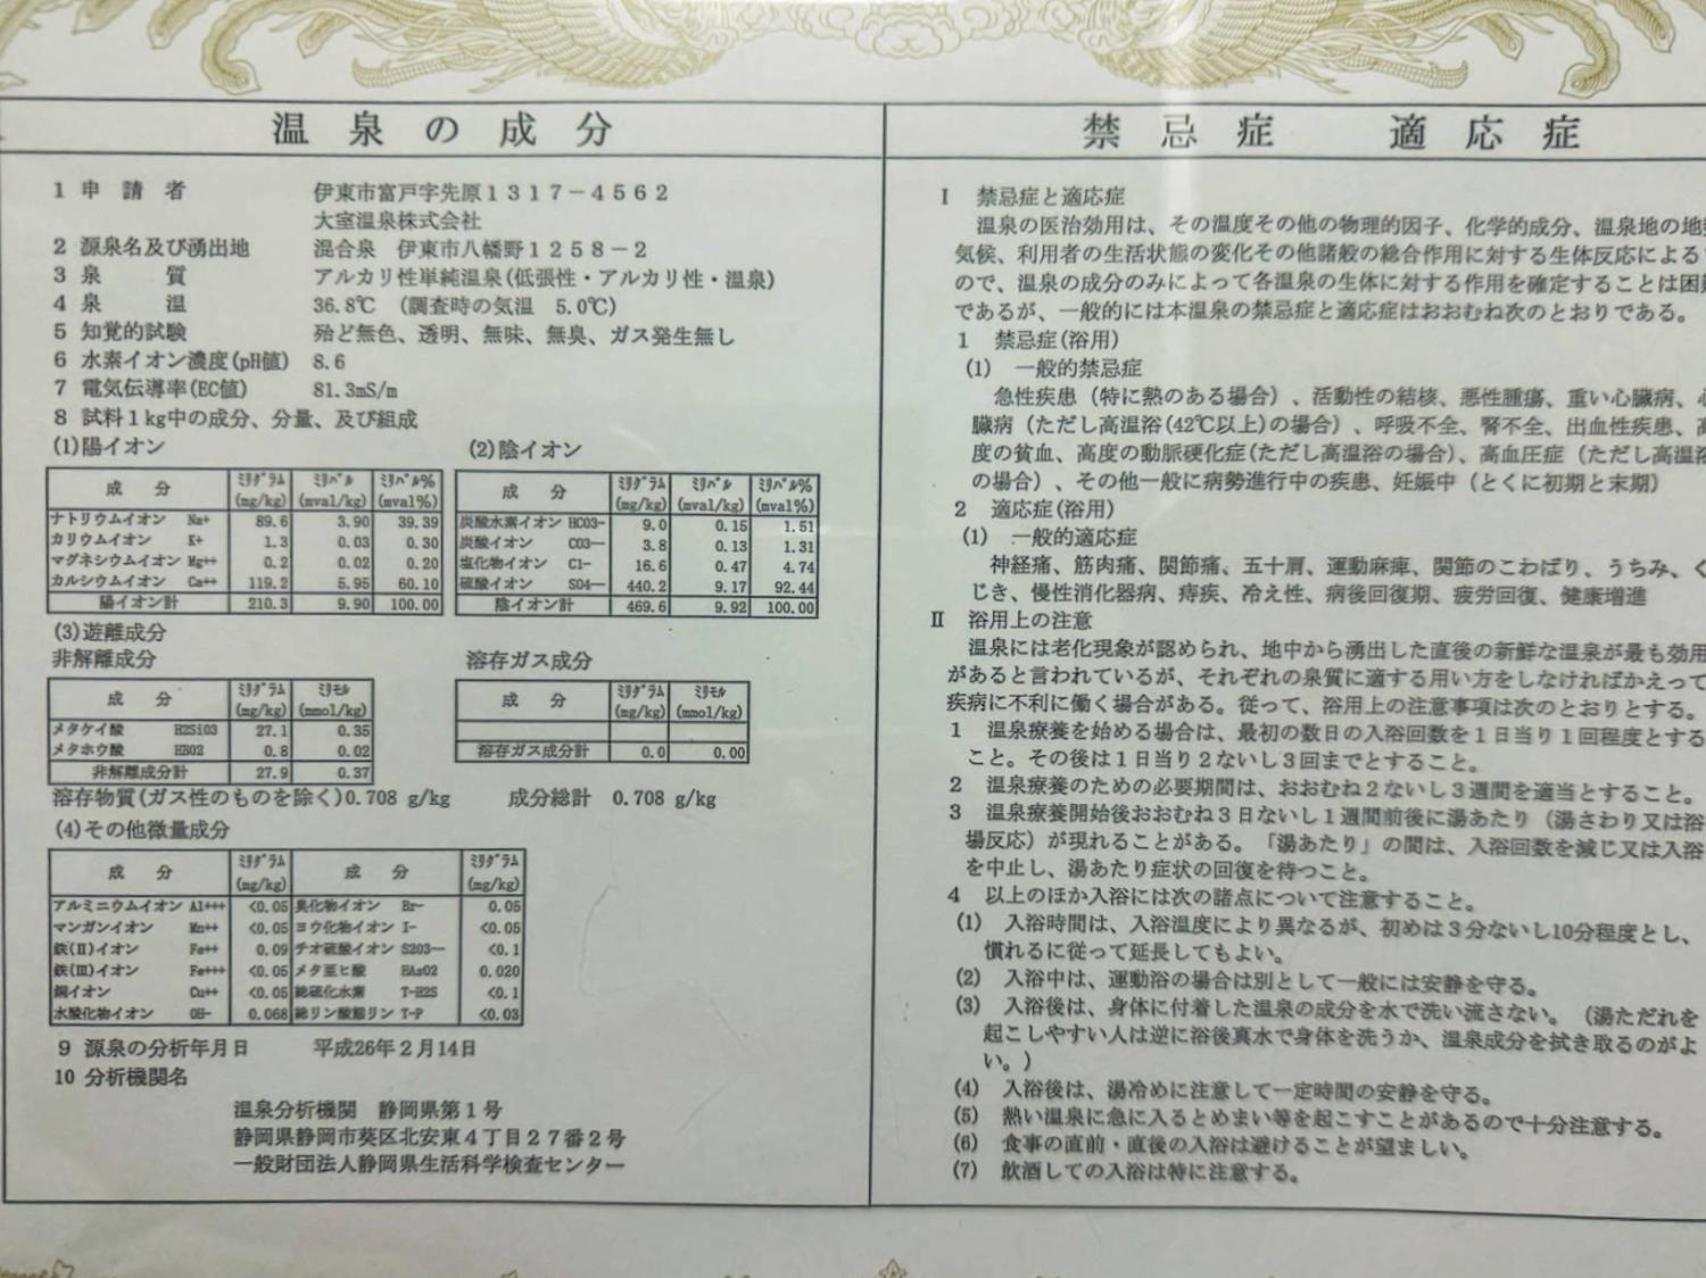 温泉の成分
1 申請者 伊東市富戸字先原1317-4562
大室温泉株式会社
2 源泉名及び湧出地 混合泉 伊東市八幡野1258-2
3 泉質 アルカリ性単純温泉(低張性・アルカリ性・温泉)
4 泉温 36.8℃ (調査時の気温 5.0℃)
5 知覚的試験 殆ど無色、透明、無味、無臭、ガス発生無し
6 水素イオン濃度(pH値) 8.6
7 電気伝導率(EC値) 81.3mS/m
8 試料1kg中の成分、分量、及び組成
(1)陽イオン
成分 ミリグラム(mg/kg) ミリバル(mval/kg) ミリバル%(mval%)
ナトリウムイオン Na+ 89.6 3.90 39.39
カリウムイオン K+ 1.3 0.03 0.30
マグネシウムイオン Mg++ 0.2 0.02 0.20
カルシウムイオン Ca++ 119.2 5.95 60.10
陽イオン計 210.3 9.90 100.00
(2)陰イオン
成分 ミリグラム(mg/kg) ミリバル(mval/kg) ミリバル%(mval%)
炭酸水素イオン HCO3- 9.0 0.15 1.51
炭酸イオン CO3-- 3.8 0.13 1.31
塩化物イオン Cl- 16.6 0.47 4.74
硫酸イオン SO4-- 440.2 9.17 92.44
陰イオン計 469.6 9.92 100.00
(3)遊離成分
非解離成分
成分 ミリグラム(mg/kg) ミリモル(mmol/kg)
メタケイ酸 H2SiO3 27.1 0.35
メタホウ酸 HBO2 0.8 0.02
非解離成分計 27.9 0.37
溶存ガス成分
成分 ミリグラム(mg/kg) ミリモル(mmol/kg)
溶存ガス成分計 0.0 0.00
溶存物質(ガス性のものを除く)0.708 g/kg 成分総計 0.708 g/kg
(4)その他微量成分
成分 ミリグラム(mg/kg) 成分 ミリグラム(mg/kg)
アルミニウムイオン Al+++ <0.05 臭化物イオン Br- 0.05
マンガンイオン Mn++ <0.05 ヨウ化物イオン I- <0.05
鉄(Ⅱ)イオン Fe++ 0.09 チオ硫酸イオン S2O3-- <0.1
鉄(Ⅲ)イオン Fe+++ <0.05 メタ亜ヒ酸 HAsO2 0.020
銅イオン Cu++ <0.05 総硫化水素 T-H2S <0.1
水酸化物イオン OH- 0.068 総リン酸態リン T-P <0.03
9 源泉の分析年月日 平成26年2月14日
10 分析機関名
温泉分析機関 静岡県第1号
静岡県静岡市葵区北安東4丁目27番2号
一般財団法人静岡県生活科学検査センター
禁忌症 適応症
Ⅰ 禁忌症と適応症
温泉の医治効用は、その温度その他の物理的因子、化学的成分、温泉地の地
気候、利用者の生活状態の変化その他諸般の総合作用に対する生体反応による
ので、温泉の成分のみによって各温泉の生体に対する作用を確定することは困
であるが、一般的には本温泉の禁忌症と適応症はおおむね次のとおりである。
1 禁忌症(浴用)
(1) 一般的禁忌症
急性疾患(特に熱のある場合)、活動性の結核、悪性腫瘍、重い心臓病、
臓病(ただし高温浴(42℃以上)の場合)、呼吸不全、腎不全、出血性疾患、高
度の貧血、高度の動脈硬化症(ただし高温浴の場合)、高血圧症(ただし高温浴
の場合)、その他一般に病勢進行中の疾患、妊娠中(とくに初期と末期)
2 適応症(浴用)
(1) 一般的適応症
神経痛、筋肉痛、関節痛、五十肩、運動麻痺、関節のこわばり、うちみ、く
じき、慢性消化器病、痔疾、冷え性、病後回復期、疲労回復、健康増進
Ⅱ 浴用上の注意
温泉には老化現象が認められ、地中から湧出した直後の新鮮な温泉が最も効用
があると言われているが、それぞれの泉質に適する用い方をしなければかえって
疾病に不利に働く場合がある。従って、浴用上の注意事項は次のとおりとする。
1 温泉療養を始める場合は、最初の数日の入浴回数を1日当り1回程度とする
こと。その後は1日当り2ないし3回までとすること。
2 温泉療養のための必要期間は、おおむね2ないし3週間を適当とすること。
3 温泉療養開始後おおむね3日ないし1週間前後に湯あたり(湯さわり又は浴
場反応)が現れることがある。「湯あたり」の間は、入浴回数を減じ又は入浴
を中止し、湯あたり症状の回復を待つこと。
4 以上のほか入浴には次の諸点について注意すること。
(1) 入浴時間は、入浴温度により異なるが、初めは3分ないし10分程度とし、
慣れるに従って延長してもよい。
(2) 入浴中は、運動浴の場合は別として一般には安静を守る。
(3) 入浴後は、身体に付着した温泉の成分を水で洗い流さない。(湯ただれを
起こしやすい人は逆に浴後真水で身体を洗うか、温泉成分を拭き取るのがよ
い。)
(4) 入浴後は、湯冷めに注意して一定時間の安静を守る。
(5) 熱い温泉に急に入るとめまい等を起こすことがあるので十分注意する。
(6) 食事の直前・直後の入浴は避けることが望ましい。
(7) 飲酒しての入浴は特に注意する。